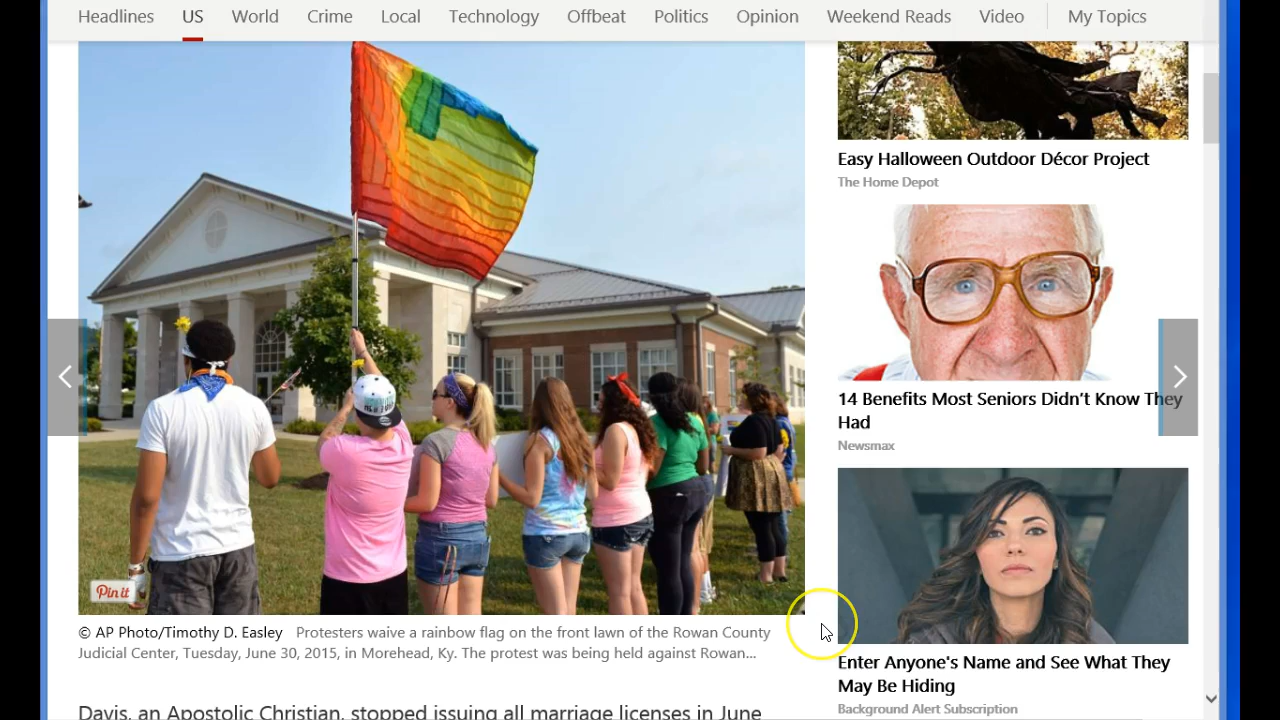 Headlines US World Crime Local Technology Offbeat Politics Opinion Weekend Reads Video My Topics
Pin it
© AP Photo/Timothy D. Easley Protesters waive a rainbow flag on the front lawn of the Rowan County
Judicial Center, Tuesday, June 30, 2015, in Morehead, Ky. The protest was being held against Rowan...
Davis, an Apostolic Christian, stopped issuing all marriage licenses in June
Easy Halloween Outdoor Décor Project
The Home Depot
14 Benefits Most Seniors Didn’t Know They
Had
Newsmax
Enter Anyone's Name and See What They
May Be Hiding
Background Alert Subscription